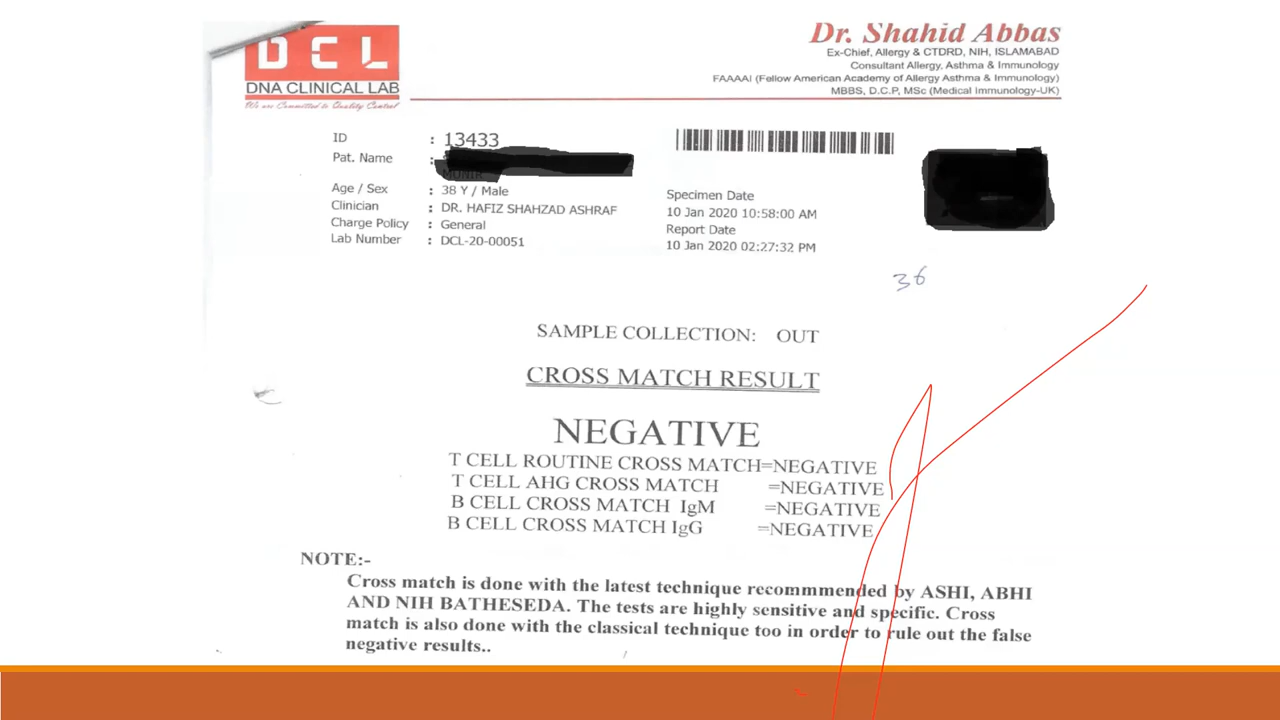 DCL
DNA CLINICAL LAB
We are Committed to Quality Control
Dr. Shahid Abbas
Ex-Chief, Allergy & CTDRD, NIH, ISLAMABAD
Consultant Allergy, Asthma & Immunology
FAAAAI (Fellow American Academy of Allergy Asthma & Immunology)
MBBS, D.C.P, MSc (Medical Immunology-UK)
ID : 13433
Pat. Name :
Age / Sex : 38 Y / Male
Clinician : DR. HAFIZ SHAHZAD ASHRAF
Charge Policy : General
Lab Number : DCL-20-00051
Specimen Date
10 Jan 2020 10:58:00 AM
Report Date
10 Jan 2020 02:27:32 PM
36
SAMPLE COLLECTION: OUT
CROSS MATCH RESULT
NEGATIVE
T CELL ROUTINE CROSS MATCH=NEGATIVE
T CELL AHG CROSS MATCH =NEGATIVE
B CELL CROSS MATCH IgM =NEGATIVE
B CELL CROSS MATCH IgG =NEGATIVE
NOTE:-
Cross match is done with the latest technique recommmended by ASHI, ABHI
AND NIH BATHESEDA. The tests are highly sensitive and specific. Cross
match is also done with the classical technique too in order to rule out the false
negative results..